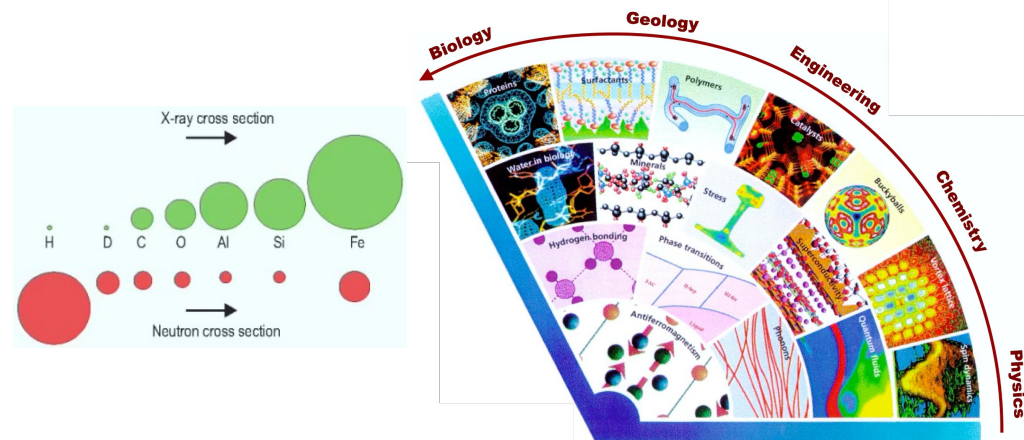 X-ray cross section
H D C O Al Si Fe
Neutron cross section
Biology
Geology
Engineering
Chemistry
Physics
Proteins
Surfactants
Polymers
Catalysts
Buckyballs
Vortex lattice
Spin dynamics
Water in biology
Minerals
Stress
Superconductivity
Quantum fluids
Hydrogen bonding
Phase transitions
Liquid
Phonons
Antiferromagnetism